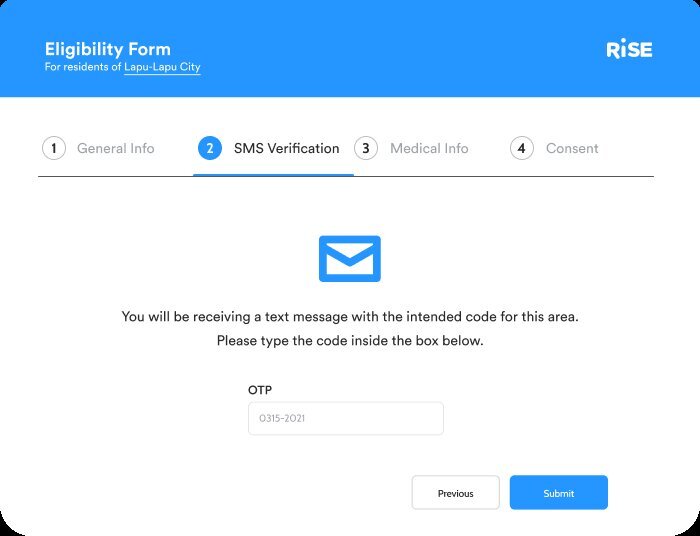 Eligibility Form
For residents of Lapu-Lapu City
RiSE
1 General Info 2 SMS Verification 3 Medical Info 4 Consent
You will be receiving a text message with the intended code for this area.
Please type the code inside the box below.
OTP
0315-2021
Previous Submit